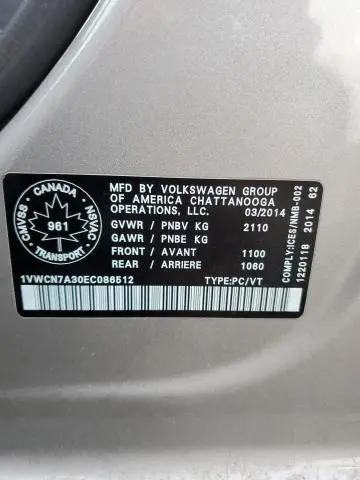 CANADA
CMVSS
NSVAC
961
TRANSPORT
MFD BY VOLKSWAGEN GROUP
OF AMERICA CHATTANOOGA
OPERATIONS, LLC. 03/2014
GVWR / PNBV KG 2110
GAWR / PNBE KG
FRONT / AVANT 1100
REAR / ARRIERE 1060
1VWCN7A30EC086512 TYPE:PC/VT
COMPLY:ICES/NMB-002
1220118 2014 62